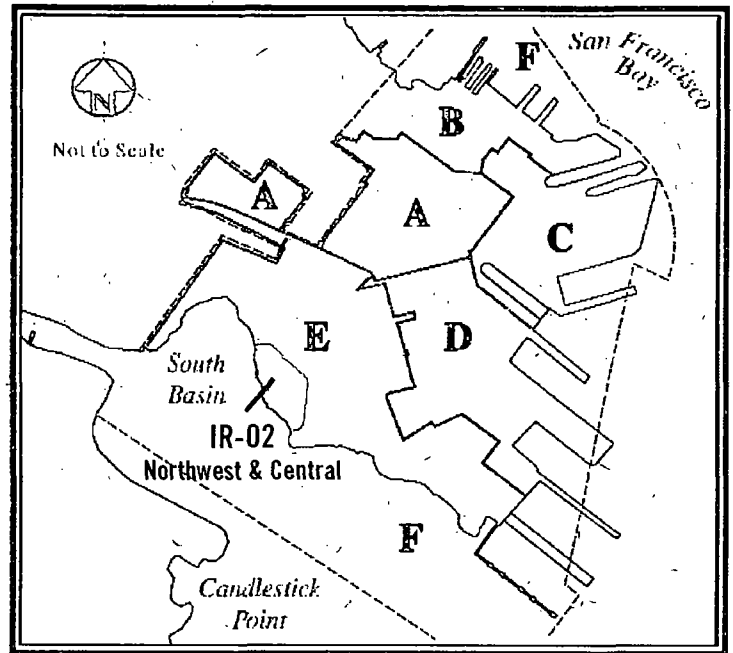 F
San Francisco
Bay
N
Not to Scale
B
A
A
C
E
D
South
Basin
IR-02
Northwest & Central
F
Candlestick
Point